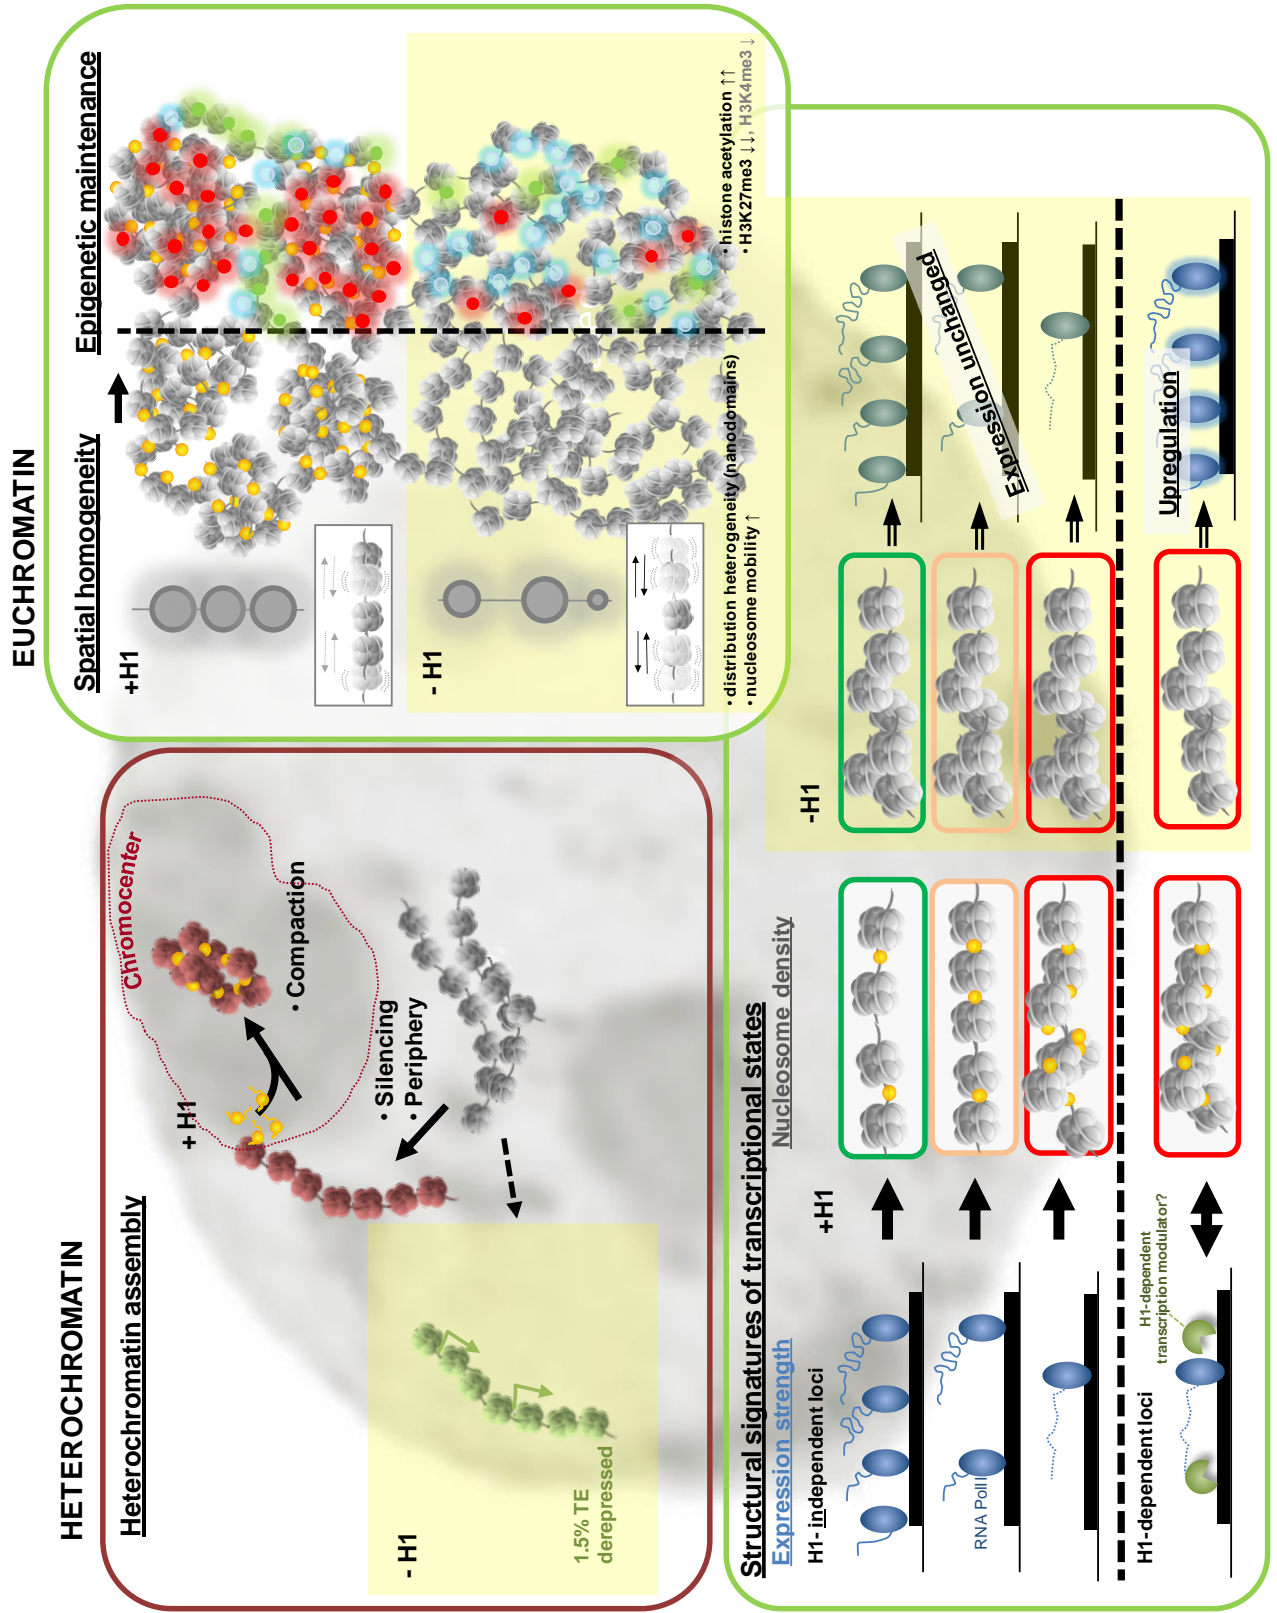 HETEROCHROMATIN
Heterochromatin assembly
+ H1
Chromocenter
• Compaction
• Silencing
• Periphery
- H1
1.5% TE
derepressed
EUCHROMATIN
Spatial homogeneity
Epigenetic maintenance
+H1
- H1
• distribution heterogeneity (nanodomains)
• nucleosome mobility ↑
• histone acetylation ↑↑
• H3K27me3 ↓↓, H3K4me3 ↓
Structural signatures of transcriptional states
Expression strength
Nucleosome density
H1- independent loci
+H1
-H1
RNA PolII
Expression unchanged
H1-dependent loci
H1-dependent
transcription modulator?
Upregulation